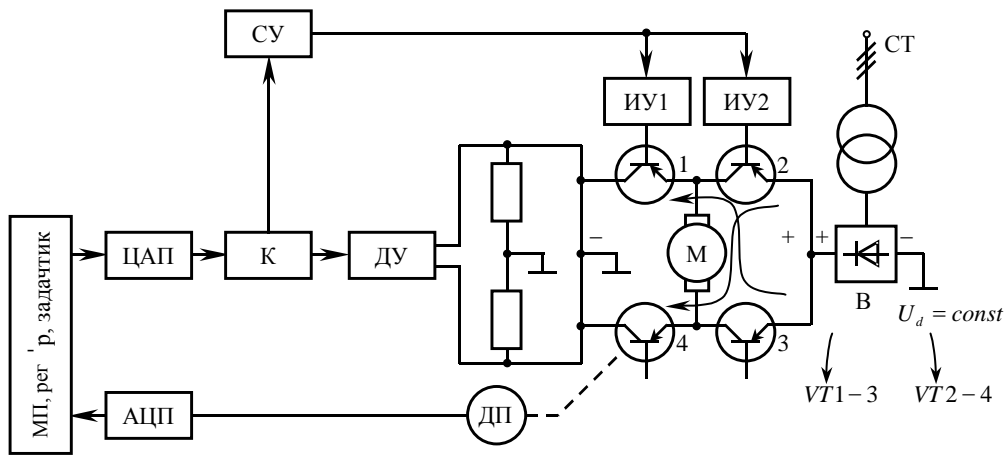 СУ
СТ
ИУ1
ИУ2
1
2
МП, рег ' р, задачтик
ЦАП
К
ДУ
–
М
+
+
–
В
U_d = const
4
3
VT1−3
VT2−4
АЦП
ДП